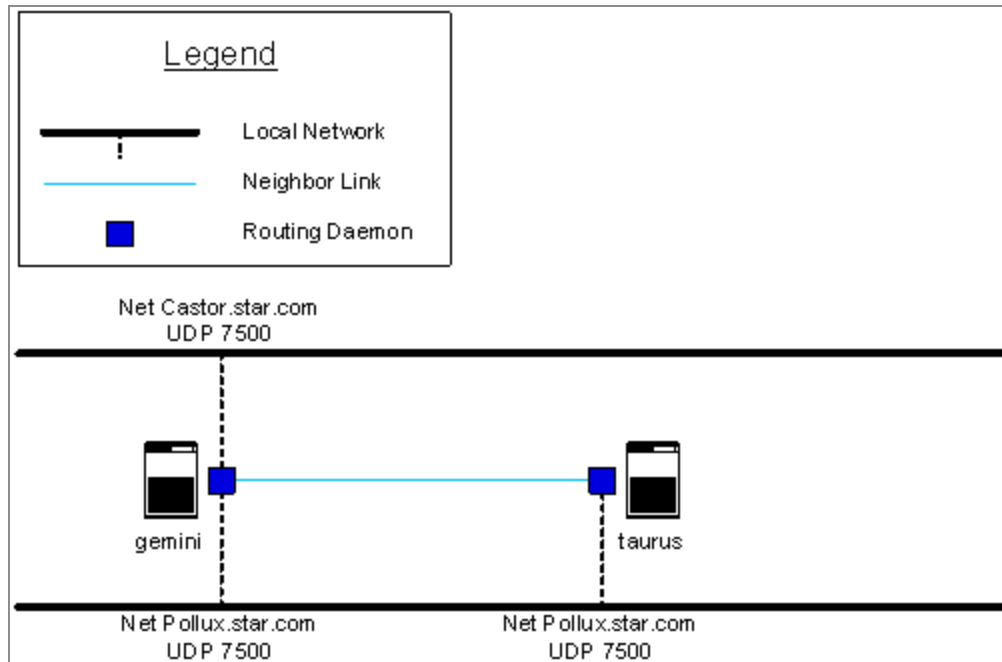 Legend
Local Network
Neighbor Link
Routing Daemon
Net Castor.star.com
UDP 7500
gemini
taurus
Net Pollux.star.com
UDP 7500
Net Pollux.star.com
UDP 7500